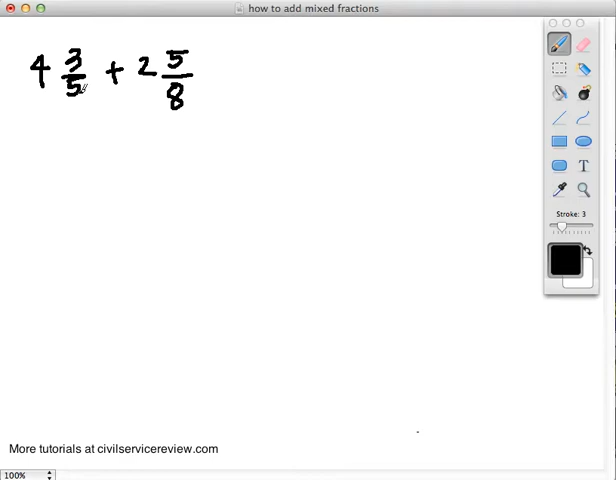 how to add mixed fractions
4 3/5 + 2 5/8
T
Stroke: 3
More tutorials at civilservicereview.com
100%